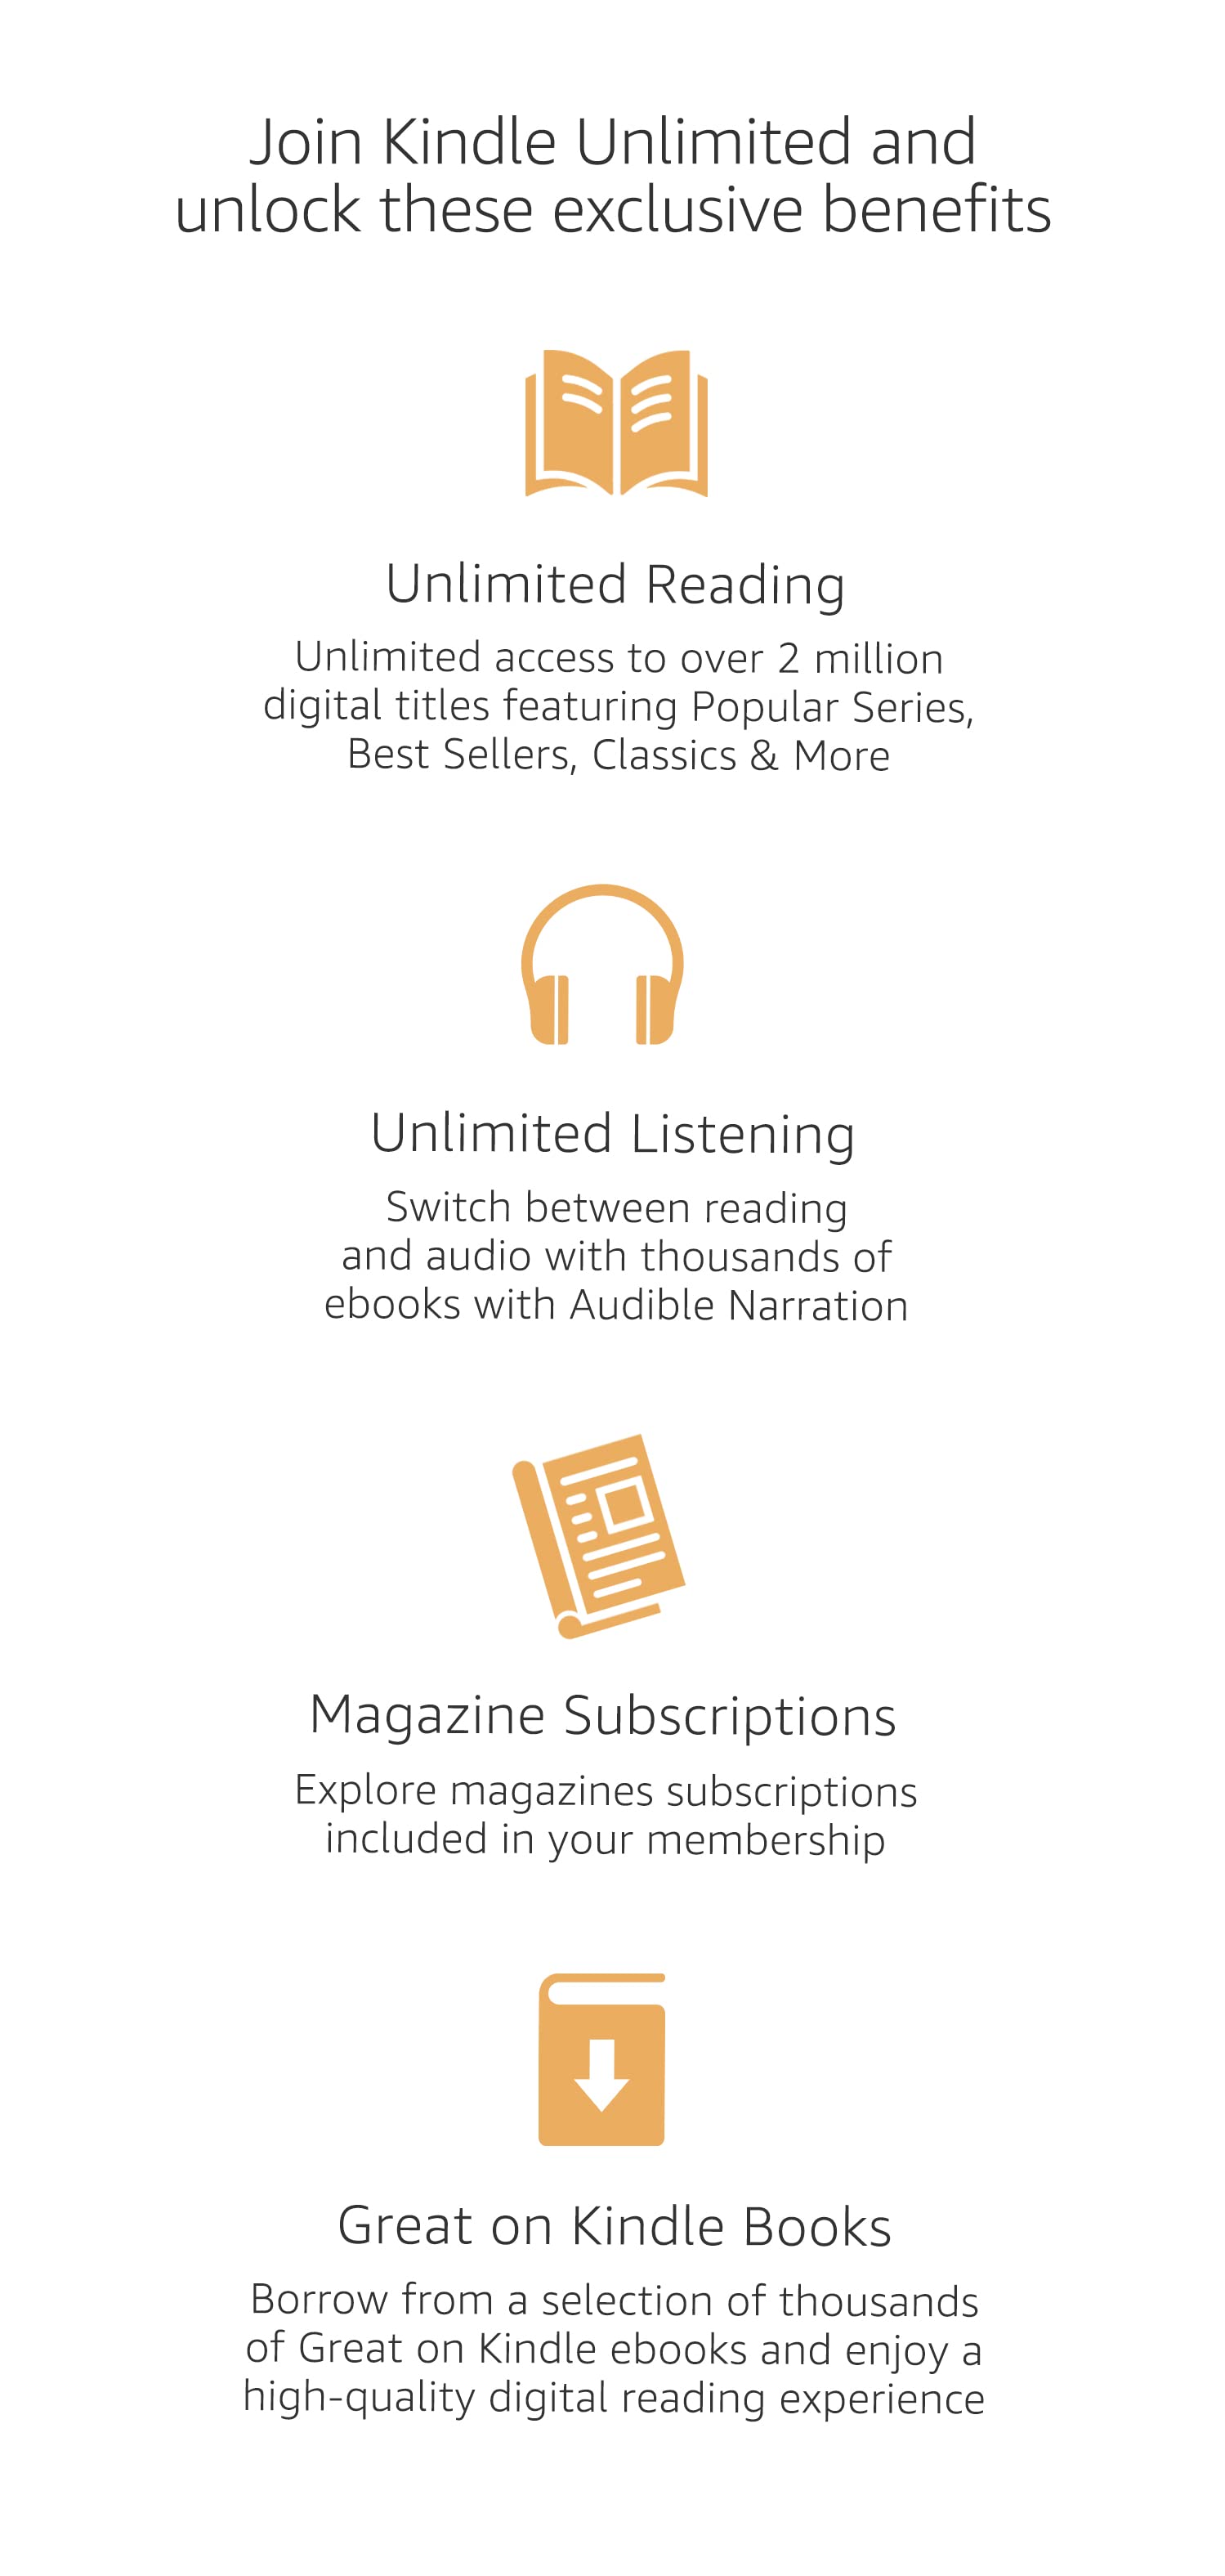 Join Kindle Unlimited and
unlock these exclusive benefits
Unlimited Reading
Unlimited access to over 2 million
digital titles featuring Popular Series,
Best Sellers, Classics & More
Unlimited Listening
Switch between reading
and audio with thousands of
ebooks with Audible Narration
Magazine Subscriptions
Explore magazines subscriptions
included in your membership
Great on Kindle Books
Borrow from a selection of thousands
of Great on Kindle ebooks and enjoy a
high-quality digital reading experience